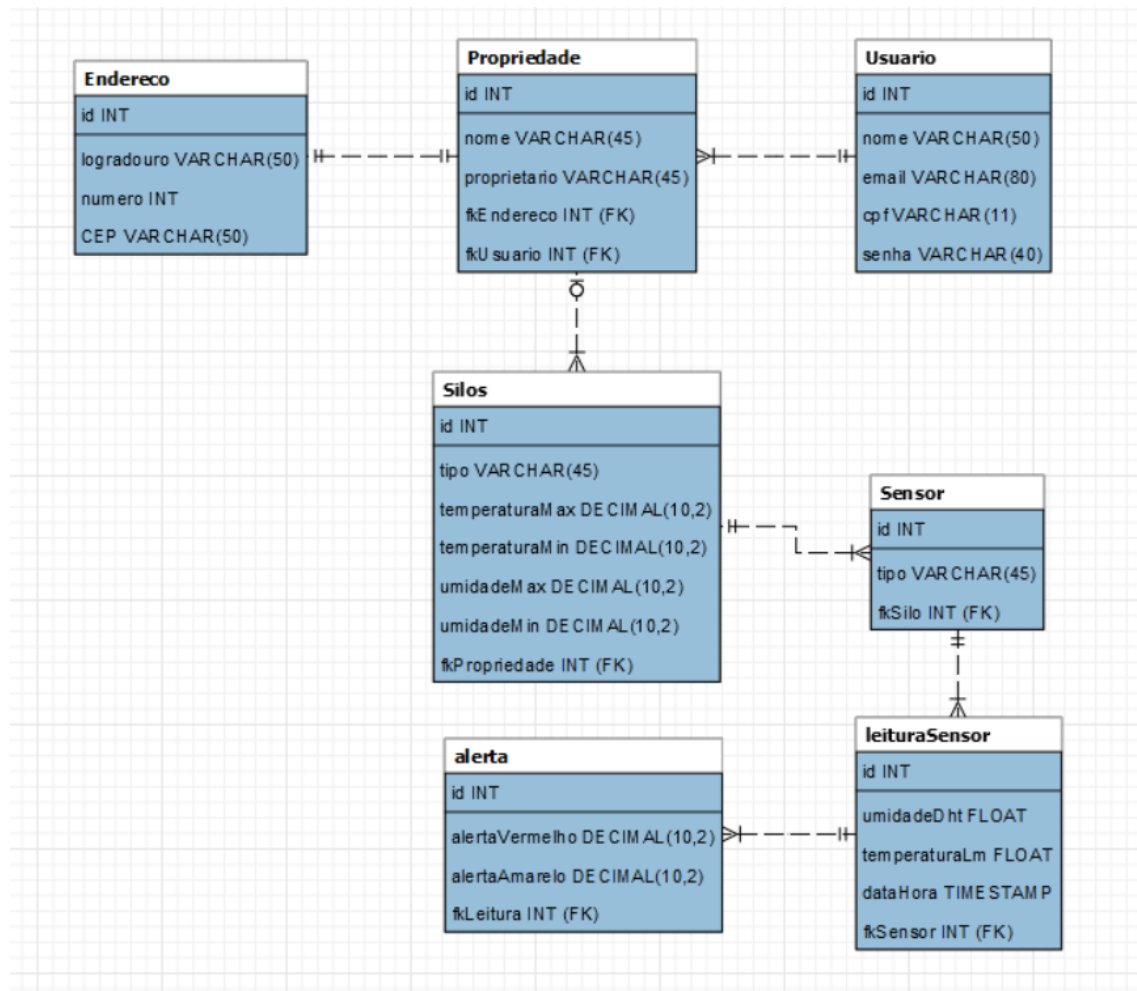 Endereco
id INT
logradouro VARCHAR(50)
numero INT
CEP VARCHAR(50)
Propriedade
id INT
nome VARCHAR(45)
proprietario VARCHAR(45)
fkEndereco INT (FK)
fkUsuario INT (FK)
Usuario
id INT
nome VARCHAR(50)
email VARCHAR(80)
cpf VARCHAR(11)
senha VARCHAR(40)
Silos
id INT
tipo VARCHAR(45)
temperaturaMax DECIMAL(10,2)
temperaturaMin DECIMAL(10,2)
umidadeMax DECIMAL(10,2)
umidadeMin DECIMAL(10,2)
fkPropriedade INT (FK)
Sensor
id INT
tipo VARCHAR(45)
fkSilo INT (FK)
alerta
id INT
alertaVermelho DECIMAL(10,2)
alertaAmarelo DECIMAL(10,2)
fkLeitura INT (FK)
leituraSensor
id INT
umidadeDht FLOAT
temperaturaLm FLOAT
dataHora TIMESTAMP
fkSensor INT (FK)